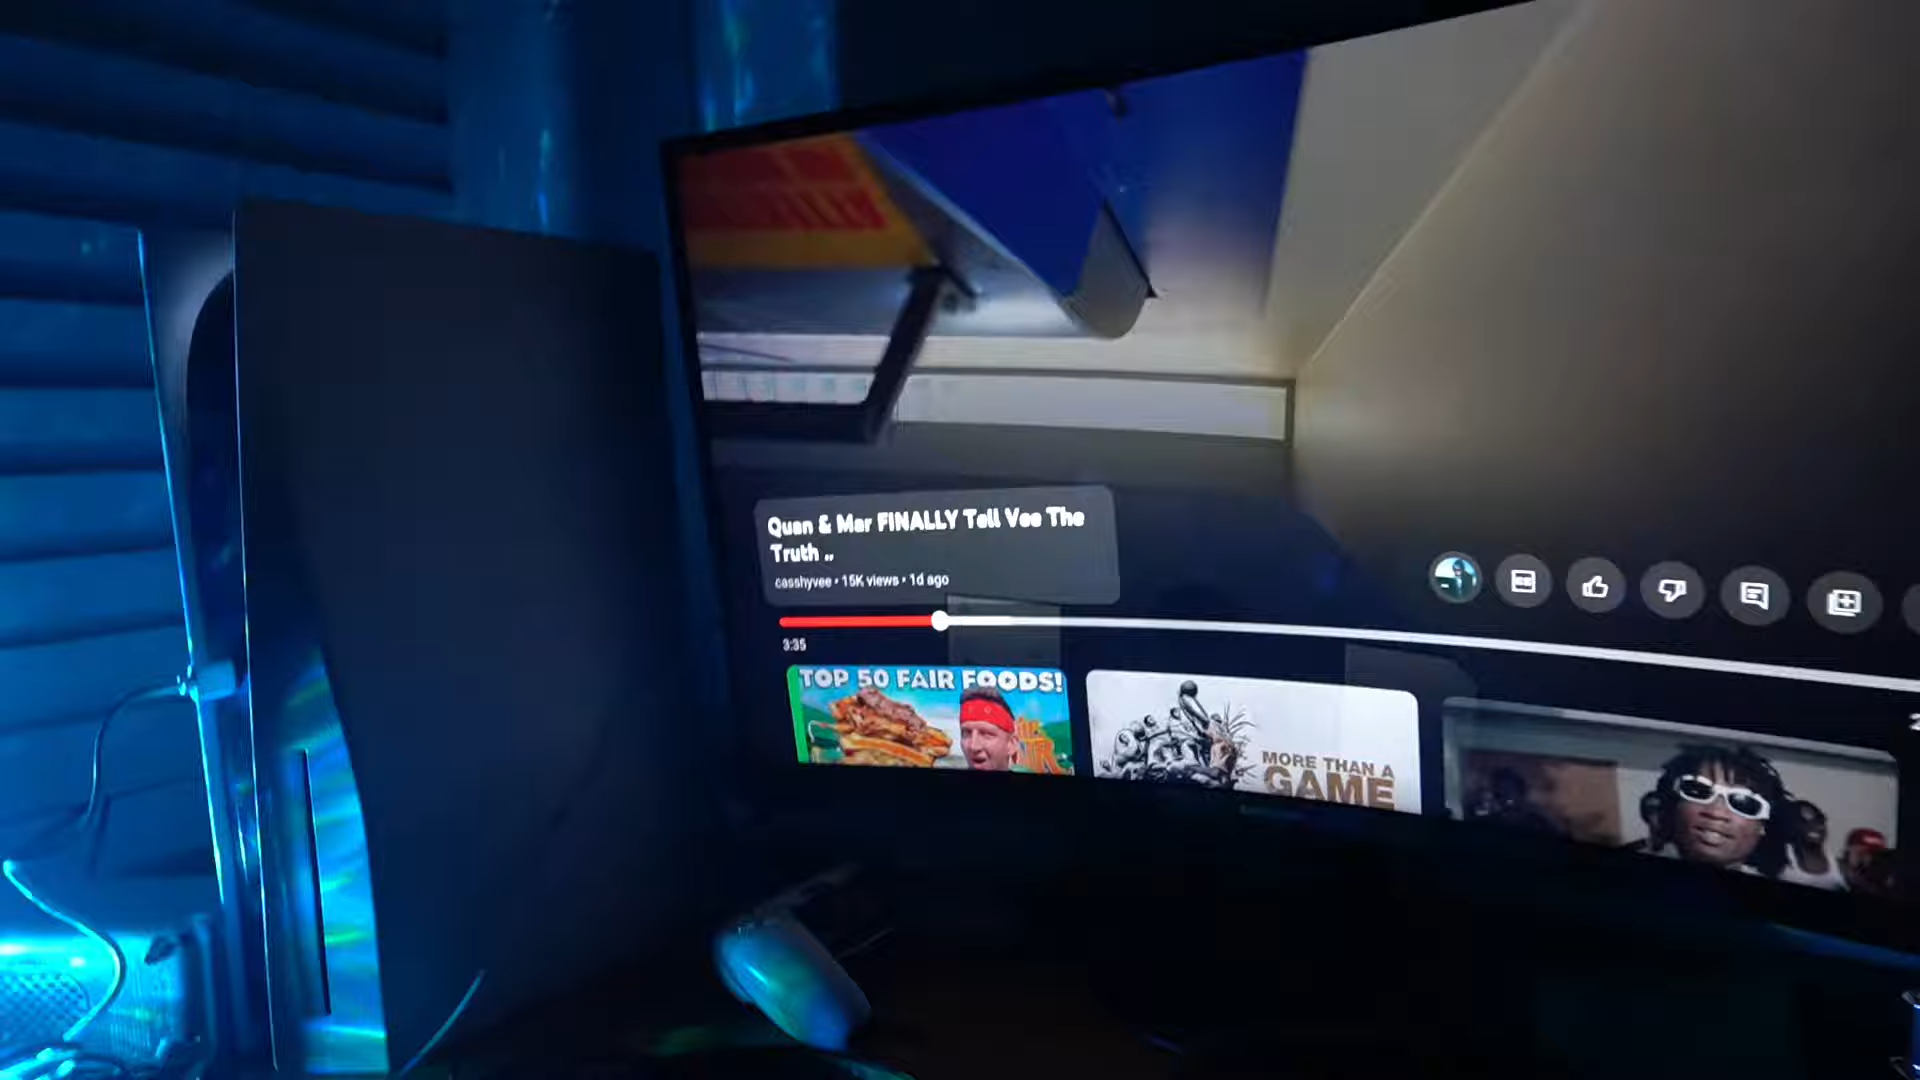 Quan & Mar FINALLY Tell Vee The
Truth ..
casshyvee • 15K views • 1d ago
3:35
TOP 50 FAIR FOODS!
MORE THAN A
GAME